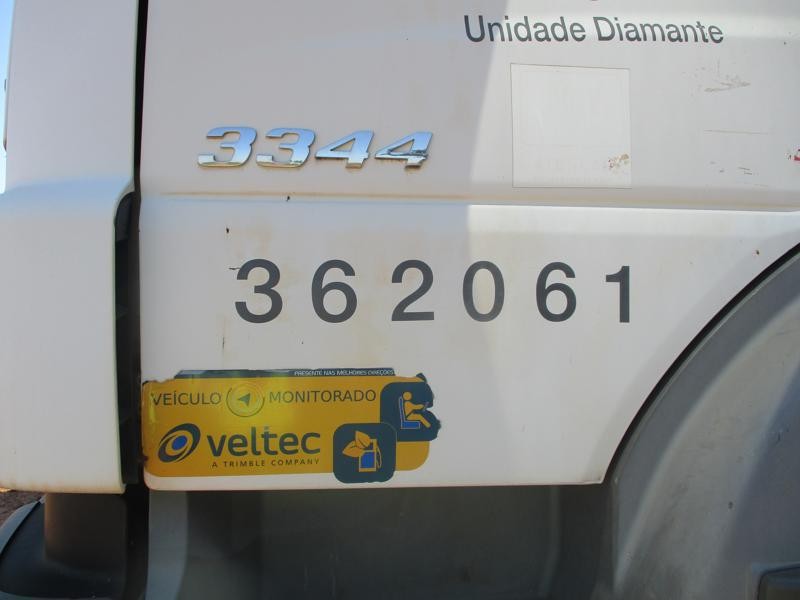 Unidade Diamante
3344
362061
PRESENTE NAS MELHORES DIREÇÕES
VEÍCULO MONITORADO
veltec
A TRIMBLE COMPANY